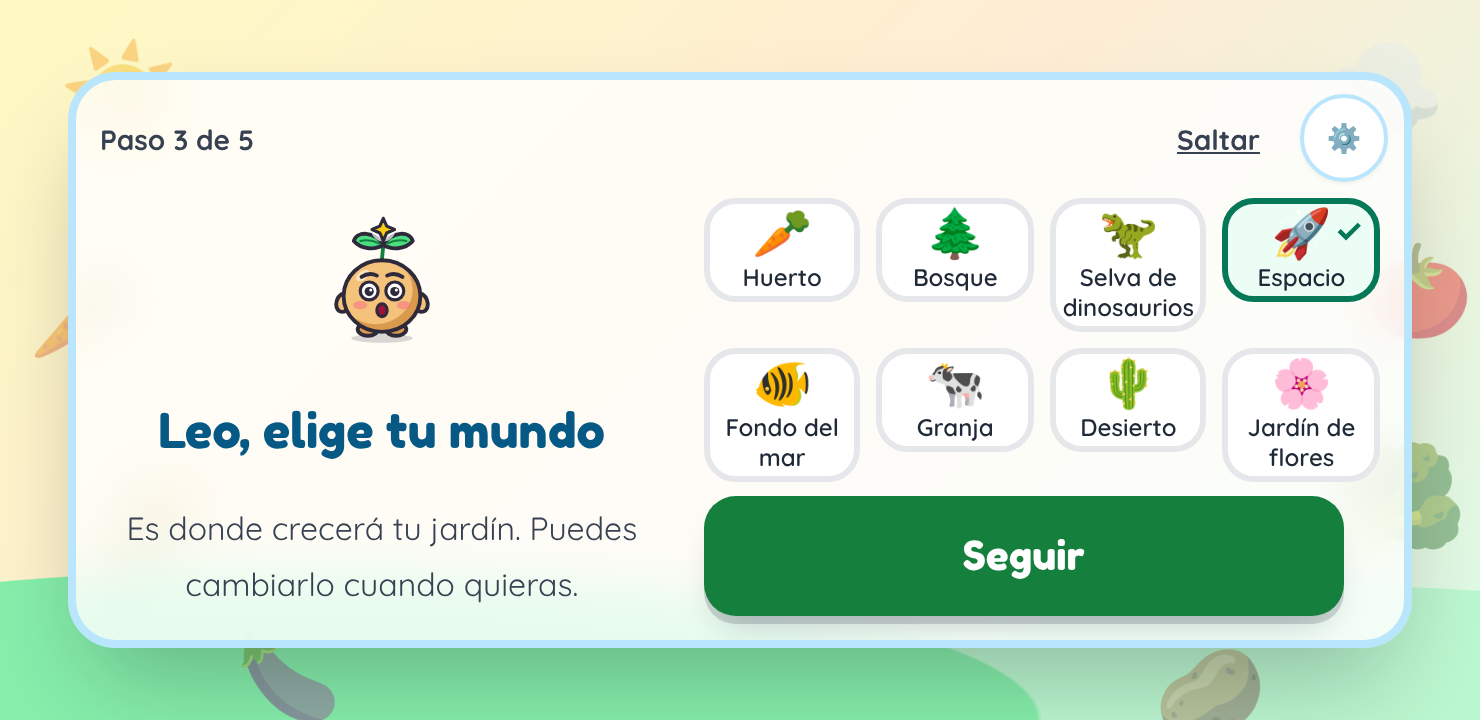 Paso 3 de 5
Saltar
Leo, elige tu mundo
Es donde crecerá tu jardín. Puedes
cambiarlo cuando quieras.
Huerto
Bosque
Selva de
dinosaurios
Espacio
Fondo del
mar
Granja
Desierto
Jardín de
flores
Seguir